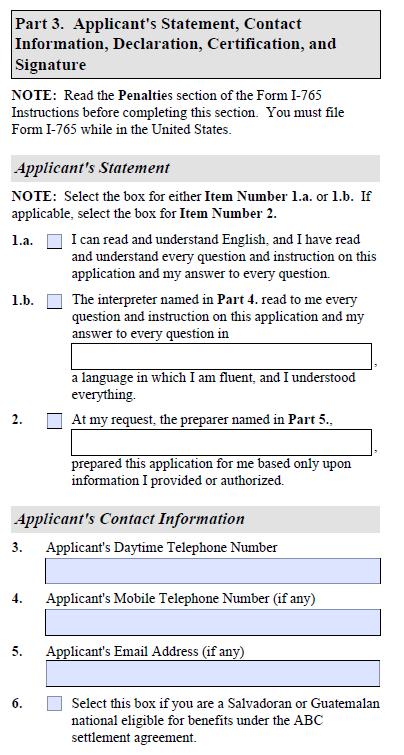 Part 3. Applicant's Statement, Contact
Information, Declaration, Certification, and
Signature
NOTE: Read the Penalties section of the Form I-765
Instructions before completing this section. You must file
Form I-765 while in the United States.
Applicant's Statement
NOTE: Select the box for either Item Number 1.a. or 1.b. If
applicable, select the box for Item Number 2.
1.a. I can read and understand English, and I have read
and understand every question and instruction on this
application and my answer to every question.
1.b. The interpreter named in Part 4. read to me every
question and instruction on this application and my
answer to every question in
,
a language in which I am fluent, and I understood
everything.
2. At my request, the preparer named in Part 5.,
,
prepared this application for me based only upon
information I provided or authorized.
Applicant's Contact Information
3. Applicant's Daytime Telephone Number
4. Applicant's Mobile Telephone Number (if any)
5. Applicant's Email Address (if any)
6. Select this box if you are a Salvadoran or Guatemalan
national eligible for benefits under the ABC
settlement agreement.